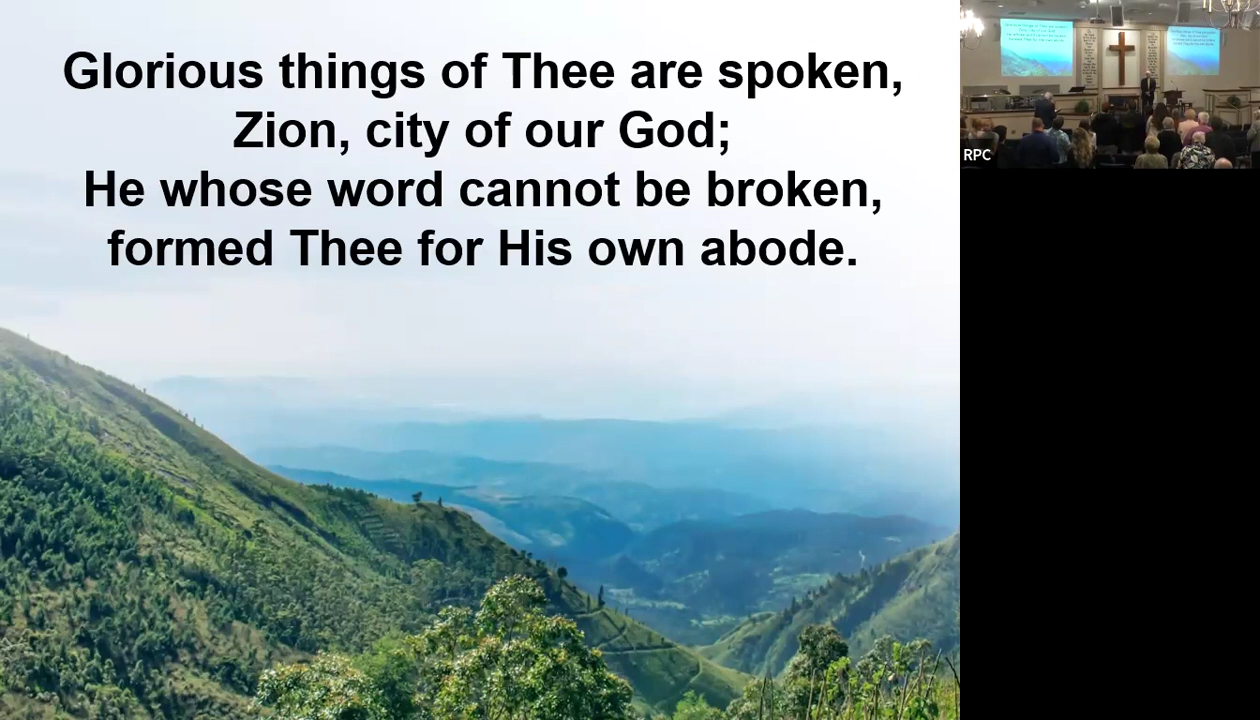 Glorious things of Thee are spoken,
Zion, city of our God;
He whose word cannot be broken,
formed Thee for His own abode.
RPC